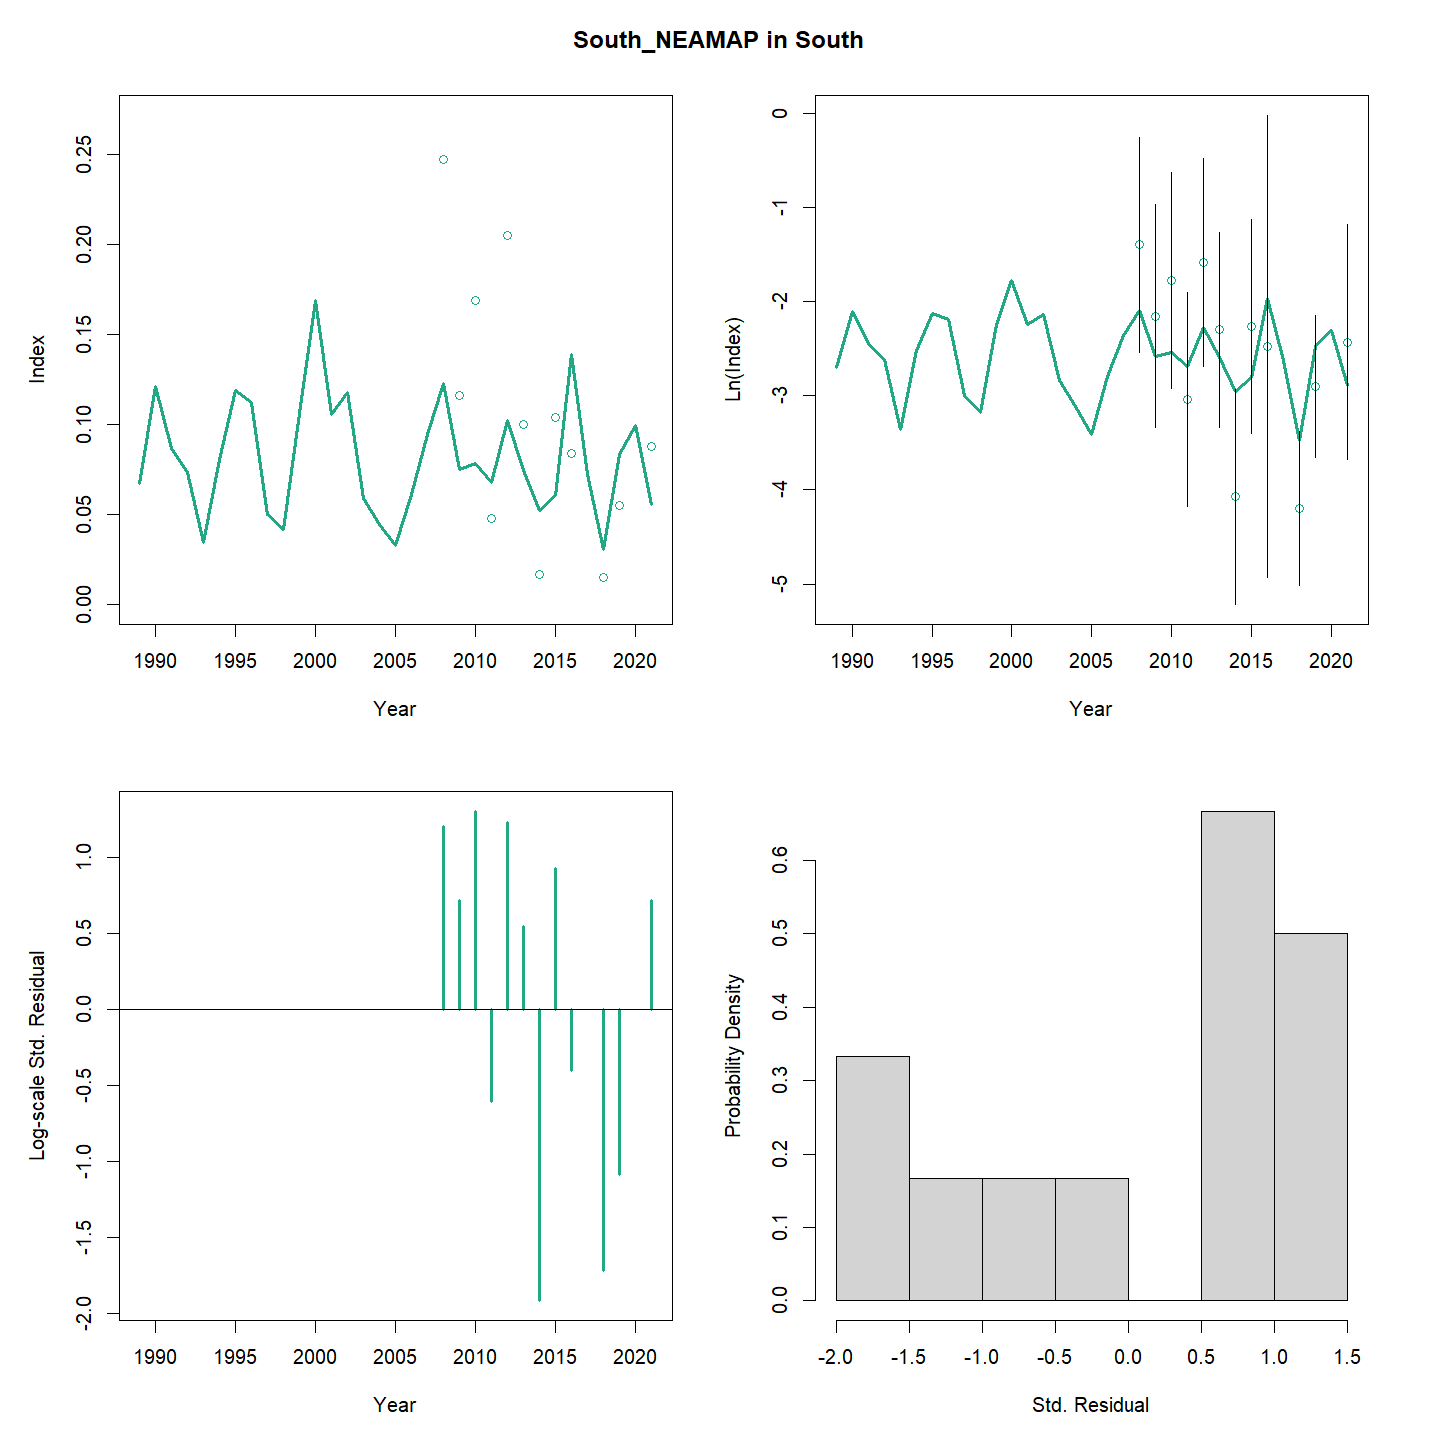 South_NEAMAP in South
Index
0.25
0.20
0.15
0.10
0.05
0.00
1990 1995 2000 2005 2010 2015 2020
Year
Ln(Index)
0
-1
-2
-3
-4
-5
1990 1995 2000 2005 2010 2015 2020
Year
Log-scale Std. Residual
1.0
0.5
0.0
-0.5
-1.0
-1.5
-2.0
1990 1995 2000 2005 2010 2015 2020
Year
Probability Density
0.6
0.5
0.4
0.3
0.2
0.1
0.0
-2.0 -1.5 -1.0 -0.5 0.0 0.5 1.0 1.5
Std. Residual